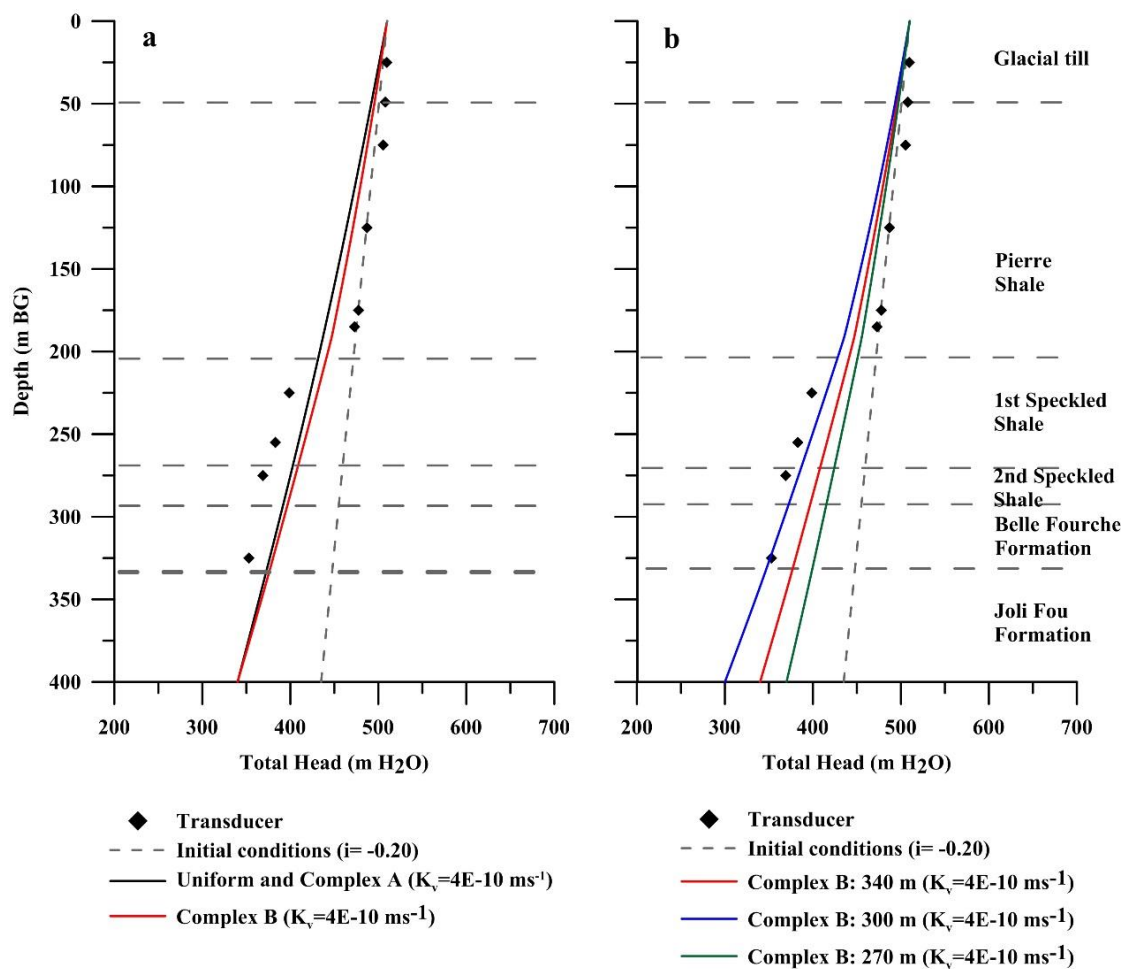 a
0
50
100
150
200
250
300
350
400
Depth (m BG)
200 300 400 500 600 700
Total Head (m H2O)
Transducer
Initial conditions (i= -0.20)
Uniform and Complex A (Kv=4E-10 ms-1)
Complex B (Kv=4E-10 ms-1)
b
Glacial till
Pierre
Shale
1st Speckled
Shale
2nd Speckled
Shale
Belle Fourche
Formation
Joli Fou
Formation
200 300 400 500 600 700
Total Head (m H2O)
Transducer
Initial conditions (i= -0.20)
Complex B: 340 m (Kv=4E-10 ms-1)
Complex B: 300 m (Kv=4E-10 ms-1)
Complex B: 270 m (Kv=4E-10 ms-1)